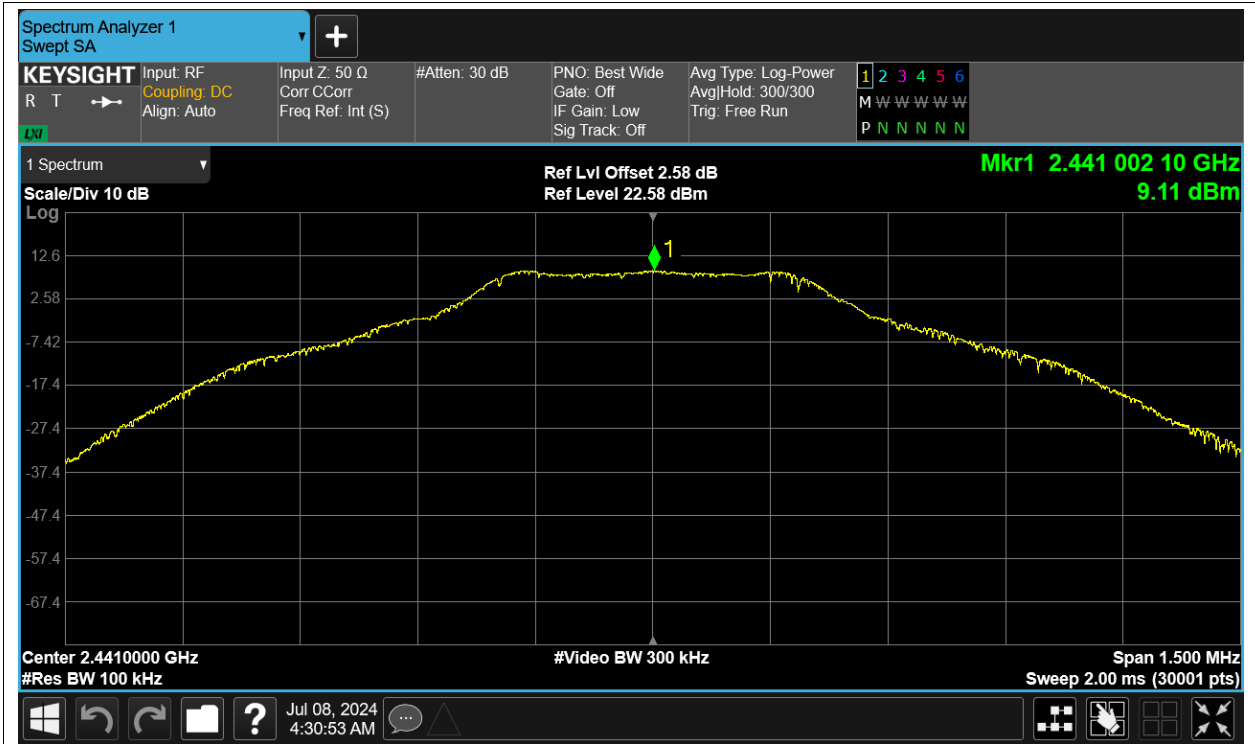 Spectrum Analyzer 1
Swept SA
KEYSIGHT
R T
LXI
Input: RF
Coupling: DC
Align: Auto
Input Z: 50 Ω
Corr CCorr
Freq Ref: Int (S)
#Atten: 30 dB
PNO: Best Wide
Gate: Off
IF Gain: Low
Sig Track: Off
Avg Type: Log-Power
Avg|Hold: 300/300
Trig: Free Run
1 2 3 4 5 6
M W W W W W
P N N N N N
1 Spectrum
Scale/Div 10 dB
Log
Ref Lvl Offset 2.58 dB
Ref Level 22.58 dBm
Mkr1 2.441 002 10 GHz
9.11 dBm
1
12.6
2.58
-7.42
-17.4
-27.4
-37.4
-47.4
-57.4
-67.4
Center 2.4410000 GHz
#Video BW 300 kHz
Span 1.500 MHz
#Res BW 100 kHz
Sweep 2.00 ms (30001 pts)
?
Jul 08, 2024
4:30:53 AM